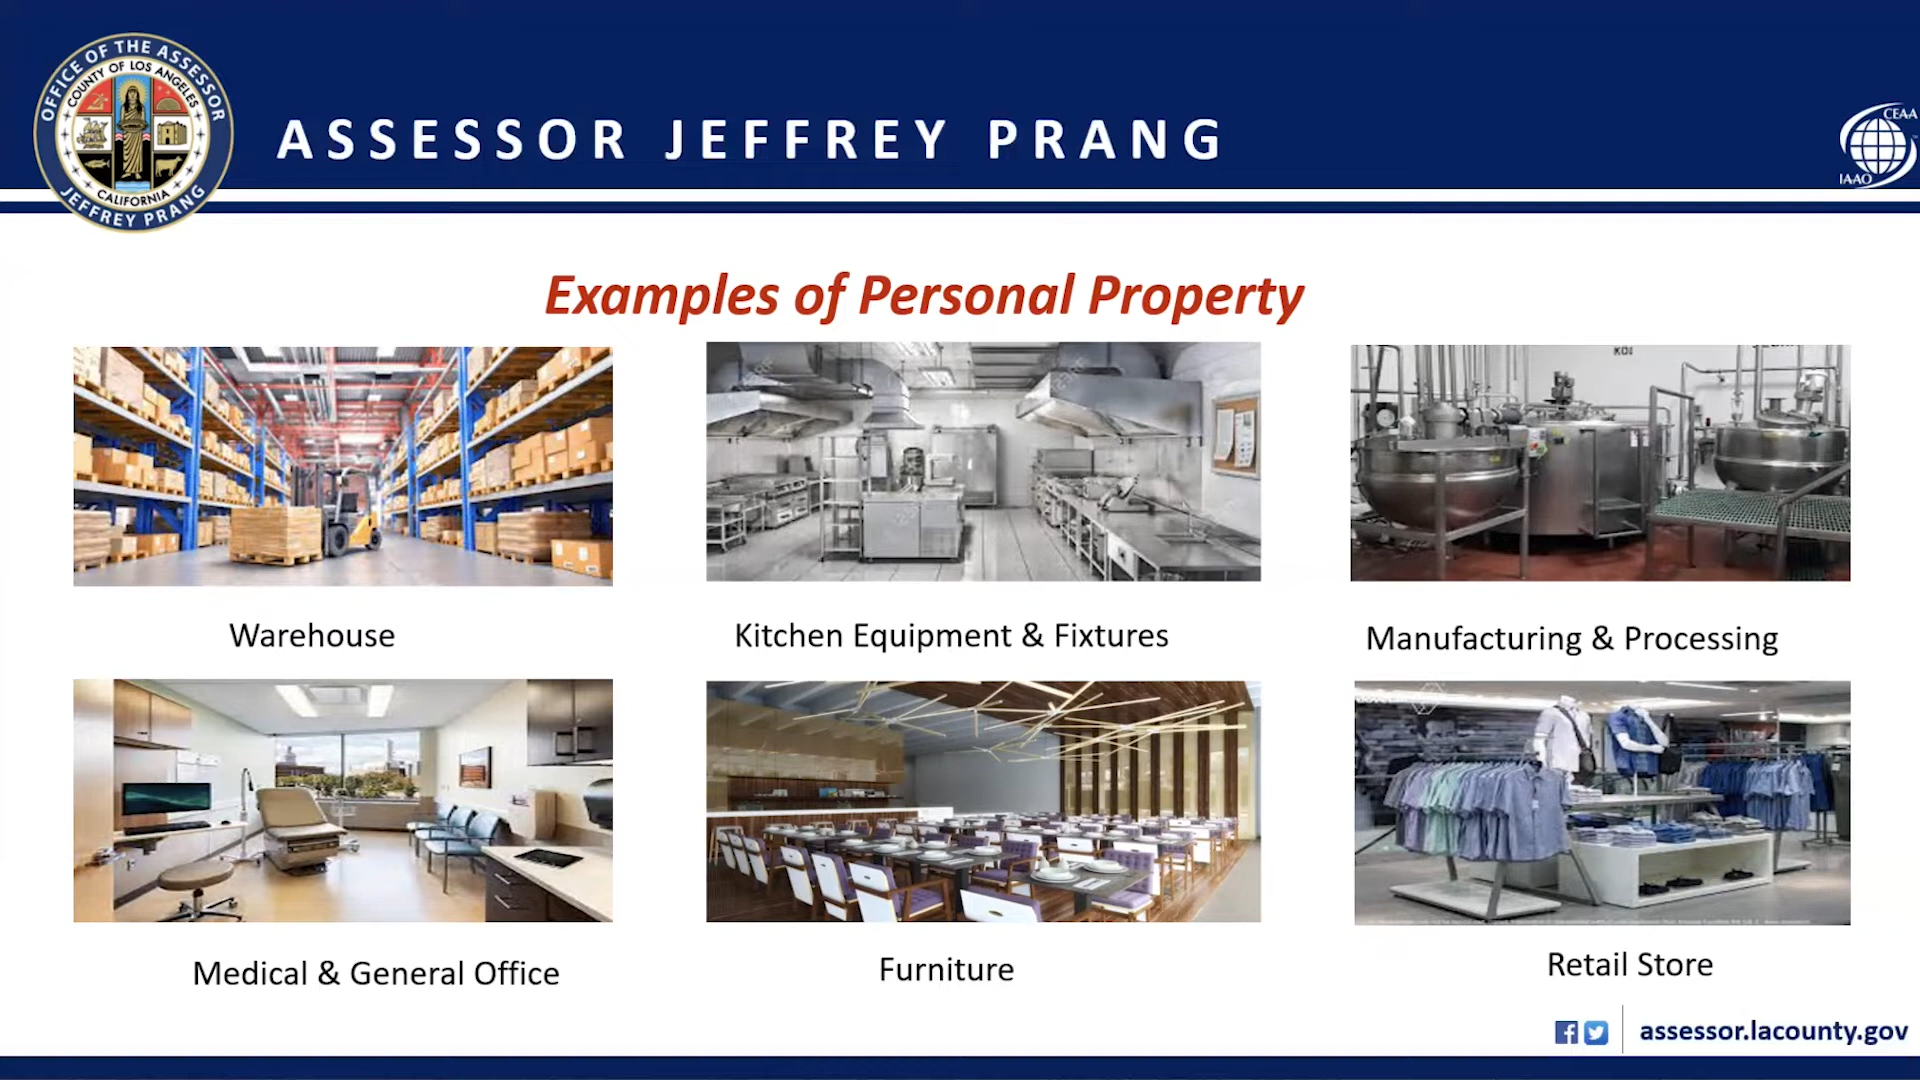 OFFICE OF THE ASSESSOR
COUNTY OF LOS ANGELES
CALIFORNIA
JEFFREY PRANG
ASSESSOR JEFFREY PRANG
CEAA
IAAO
Examples of Personal Property
KOI
Warehouse
Kitchen Equipment & Fixtures
Manufacturing & Processing
Medical & General Office
Furniture
Retail Store
assessor.lacounty.gov